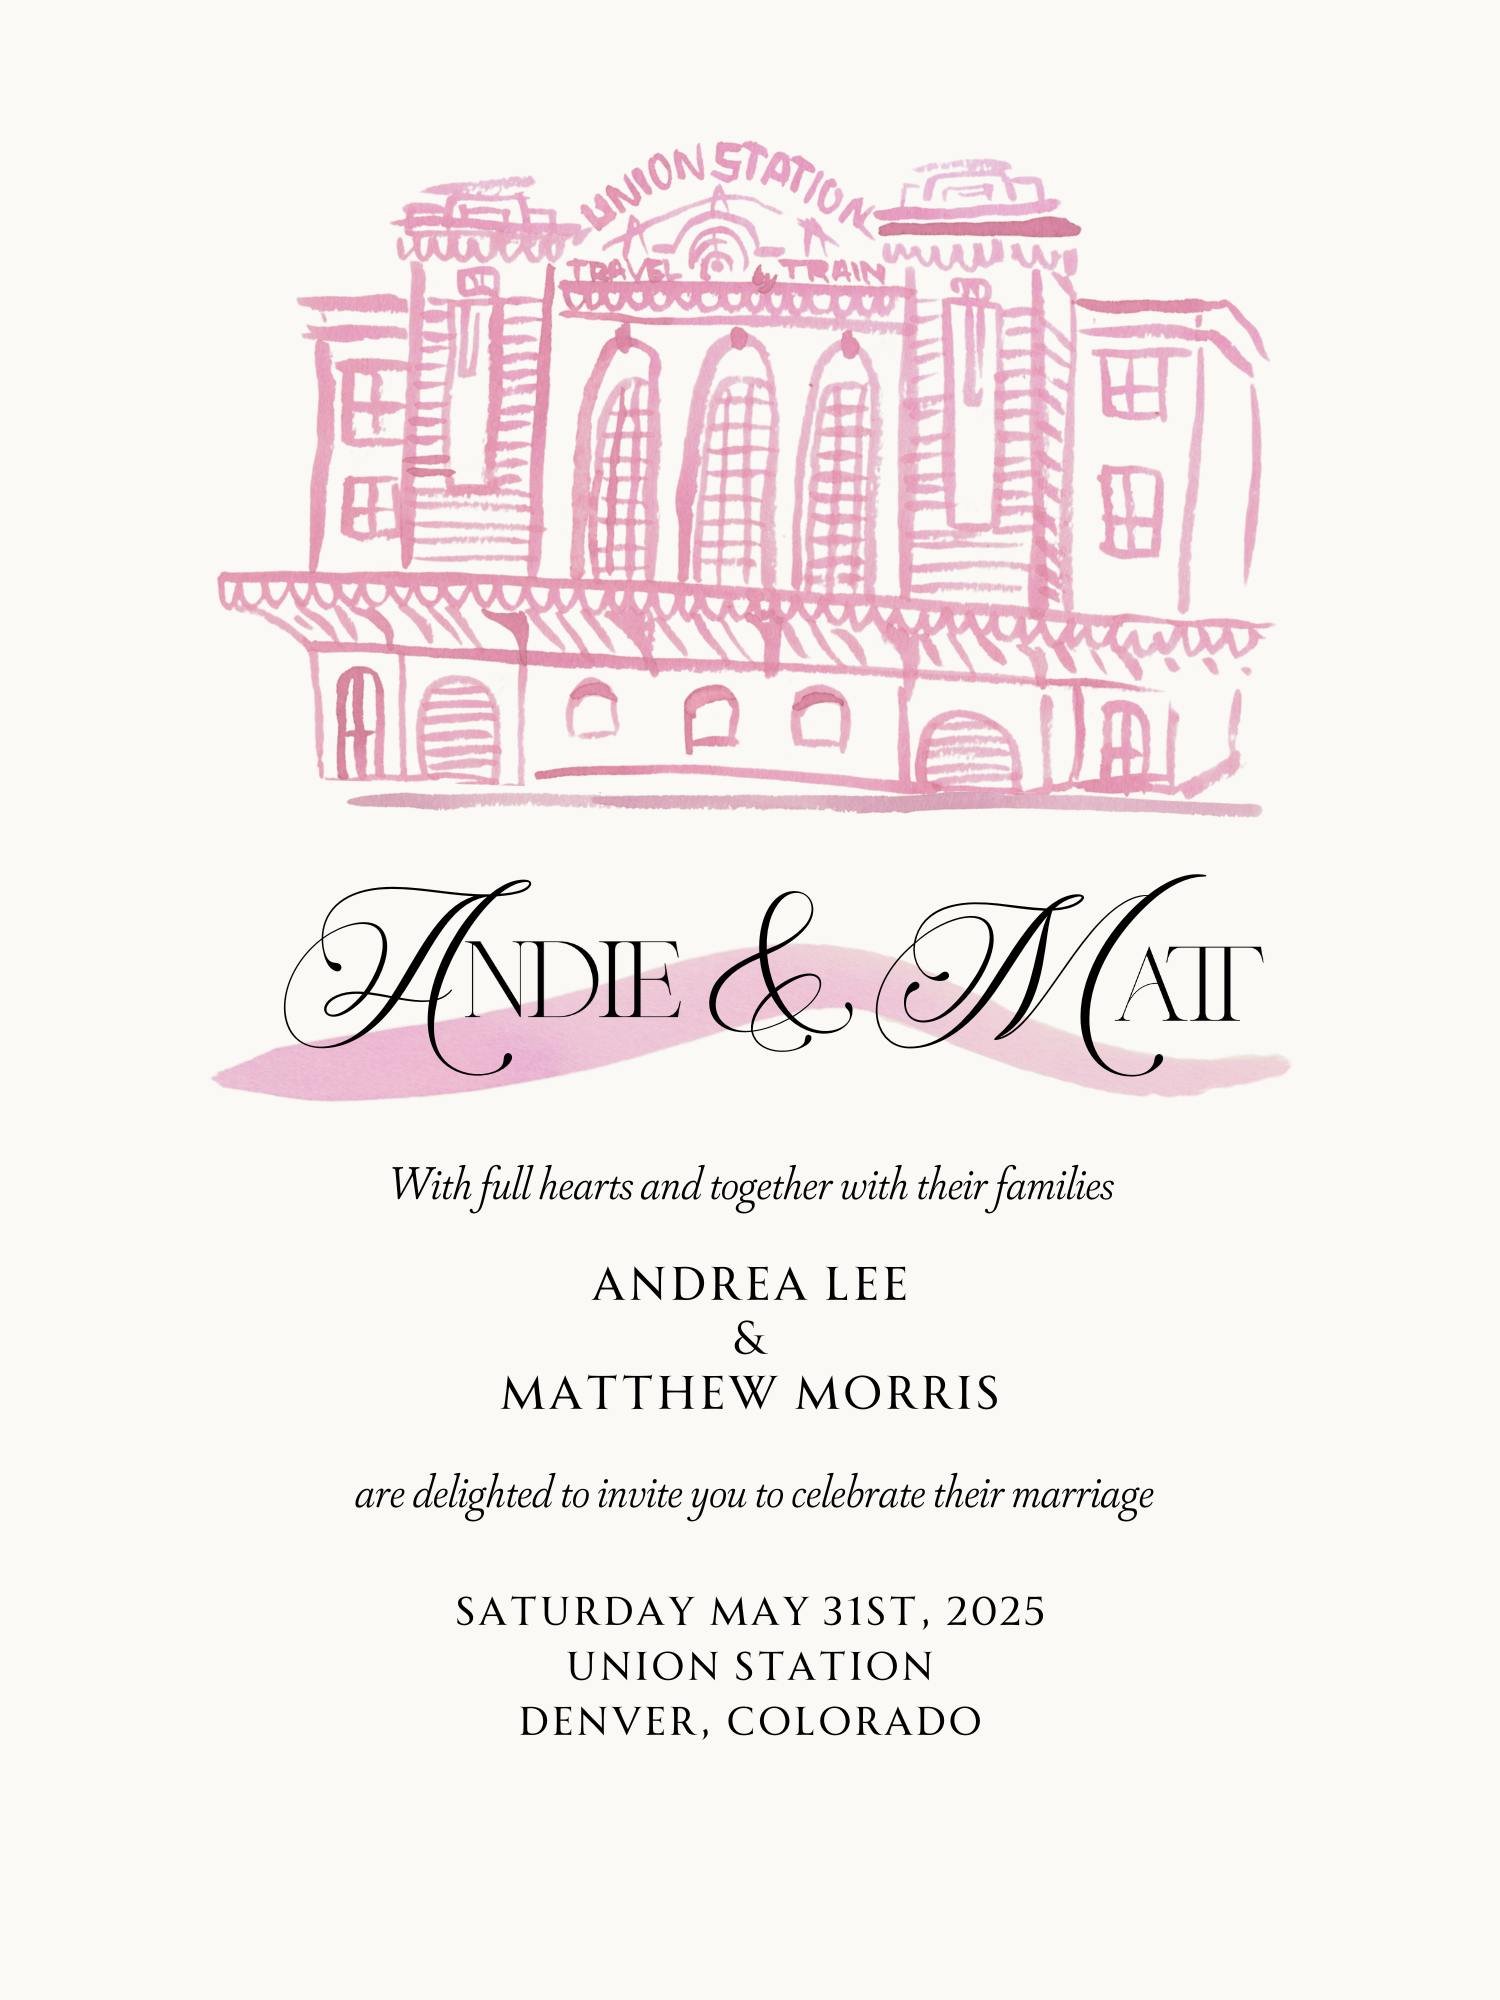 UNION STATION
TRAVEL by TRAIN
ANDIE & MATT
With full hearts and together with their families
ANDREA LEE
&
MATTHEW MORRIS
are delighted to invite you to celebrate their marriage
SATURDAY MAY 31ST, 2025
UNION STATION
DENVER, COLORADO